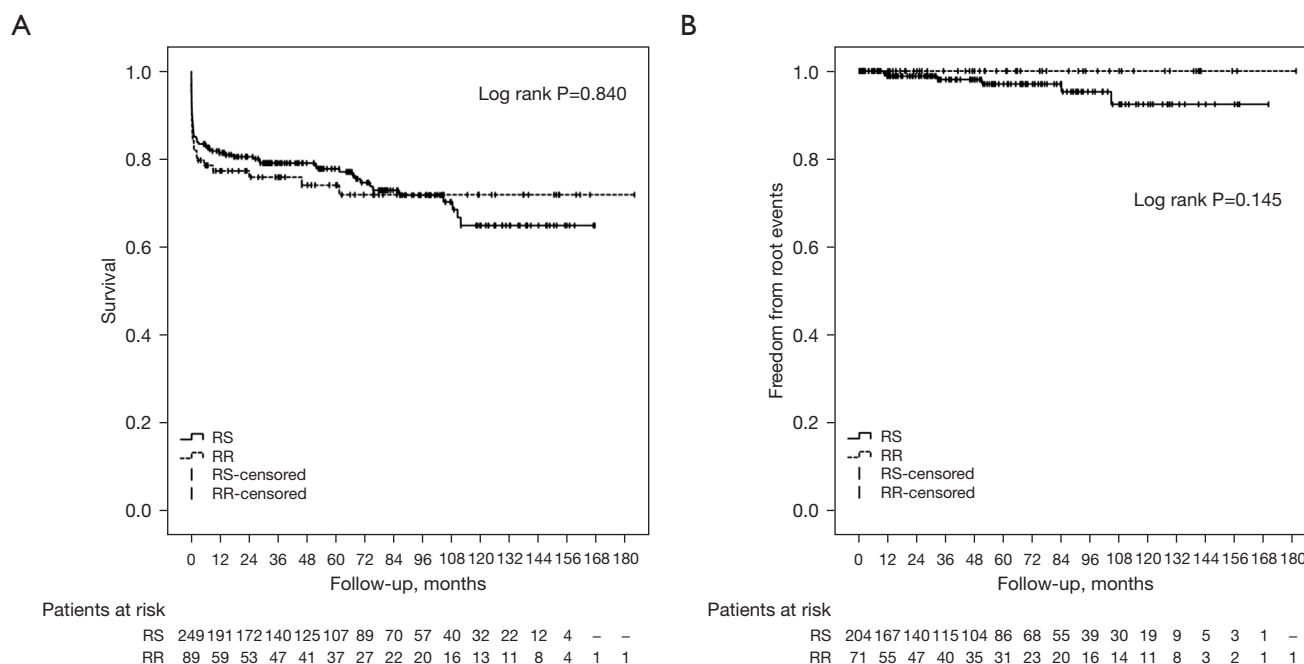 A
Survival
1.0
0.8
0.6
0.4
0.2
0.0
Log rank P=0.840
RS
RR
RS-censored
RR-censored
0 12 24 36 48 60 72 84 96 108 120 132 144 156 168 180
Follow-up, months
Patients at risk
RS 249 191 172 140 125 107 89 70 57 40 32 22 12 4 – –
RR 89 59 53 47 41 37 27 22 20 16 13 11 8 4 1 1
B
Freedom from root events
1.0
0.8
0.6
0.4
0.2
0.0
Log rank P=0.145
RS
RR
RS-censored
RR-censored
0 12 24 36 48 60 72 84 96 108 120 132 144 156 168 180
Follow-up, months
Patients at risk
RS 204 167 140 115 104 86 68 55 39 30 19 9 5 3 1 –
RR 71 55 47 40 35 31 23 20 16 14 11 8 3 2 1 1